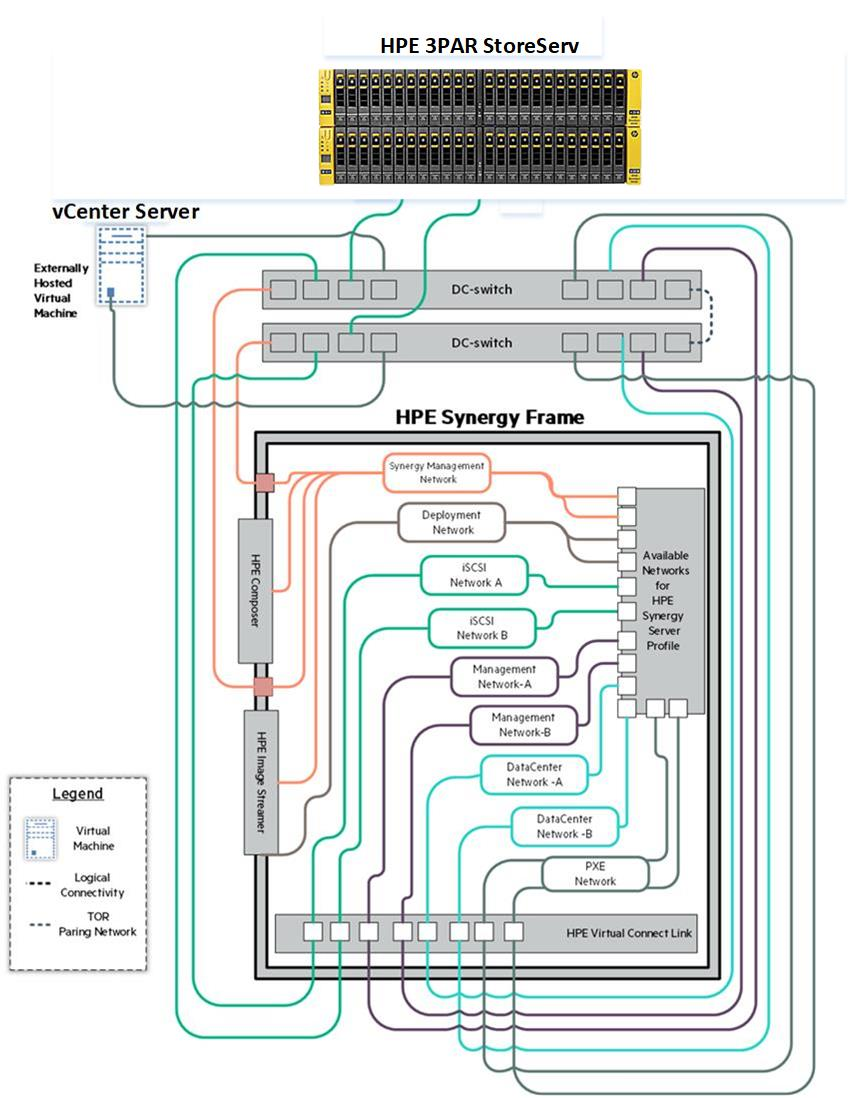 HPE 3PAR StoreServ
vCenter Server
Externally
Hosted
Virtual
Machine
DC-switch
DC-switch
HPE Synergy Frame
Synergy Management
Network
Deployment
Network
iSCSI
Network A
iSCSI
Network B
Management
Network-A
Management
Network-B
DataCenter
Network -A
DataCenter
Network -B
PXE
Network
Available
Networks
for
HPE
Synergy
Server
Profile
HPE Composer
HPE Image Streamer
HPE Virtual Connect Link
Legend
Virtual
Machine
Logical
Connectivity
TOR
Paring Network